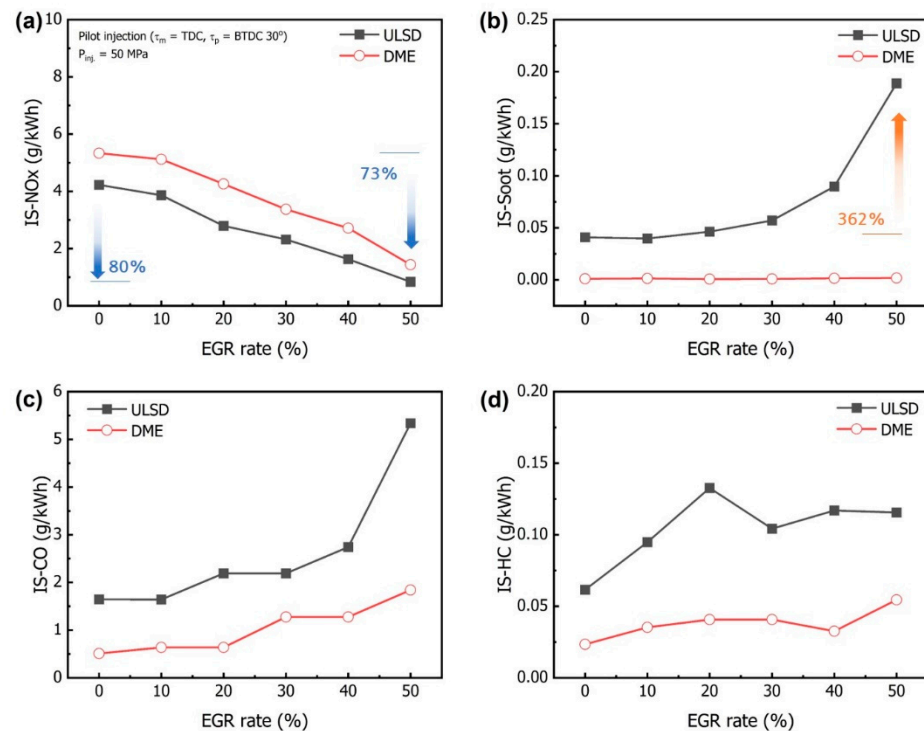 (a)
Pilot injection (τm = TDC, τp = BTDC 30º)
Pinj. = 50 MPa
ULSD
DME
10
8
6
4
2
0
73%
80%
IS-NOx (g/kWh)
0 10 20 30 40 50
EGR rate (%)
(b)
ULSD
DME
0.25
0.20
0.15
0.10
0.05
0.00
362%
IS-Soot (g/kWh)
0 10 20 30 40 50
EGR rate (%)
(c)
ULSD
DME
6
5
3
2
1
0
IS-CO (g/kWh)
0 10 20 30 40 50
EGR rate (%)
(d)
ULSD
DME
0.20
0.15
0.10
0.05
0.00
IS-HC (g/kWh)
0 10 20 30 40 50
EGR rate (%)